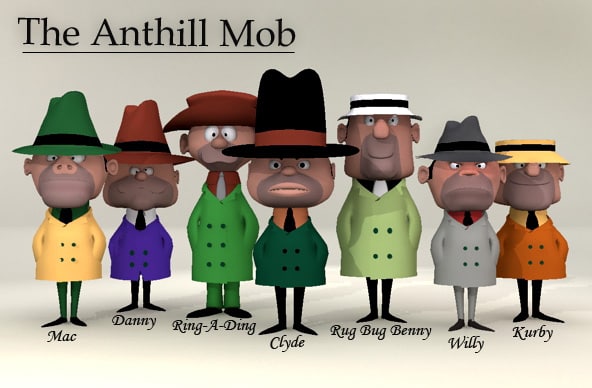 The Anthill Mob
Mac
Danny
Ring-A-Ding
Clyde
Rug Bug Benny
Willy
Kurby